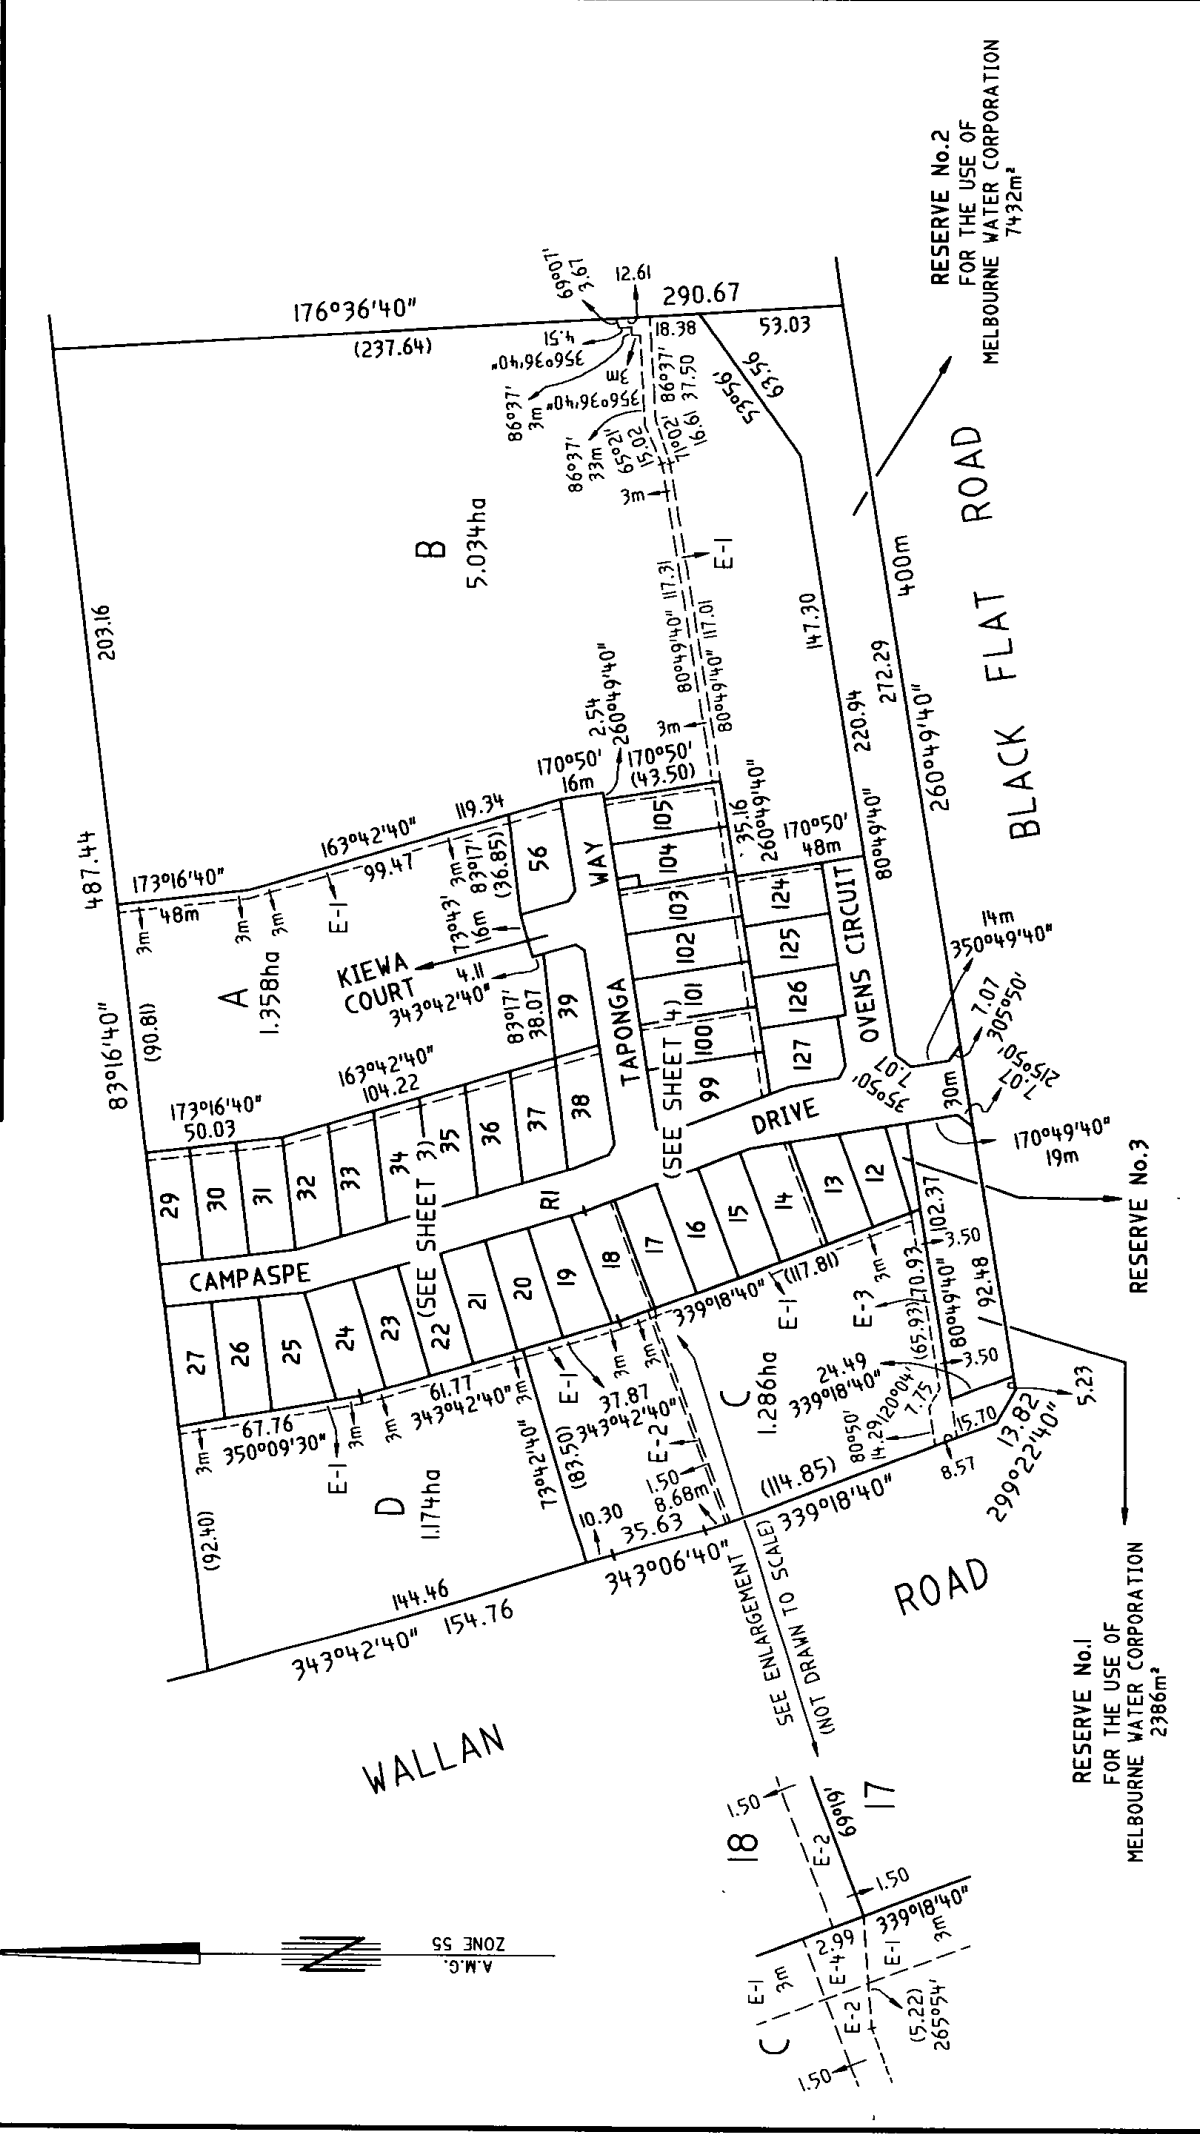 176°36'40"
(237.64)
290.67
69°07'
3.67
12.61
4.51
356°36'40"
86°37'
3m
3m
356°36'40"
18.38
86°37'
37.50
53.03
53°56'
63.56
86°37'
33m
65°21'
15.02
71°02'
16.61
3m
203.16
487.44
83°16'40"
B
5.034ha
117.31
80°49'40"
117.01
80°49'40"
E-1
3m
147.30
220.94
80°49'40"
400m
272.29
260°49'40"
BLACK FLAT ROAD
RESERVE No.2
FOR THE USE OF
MELBOURNE WATER CORPORATION
7432m²
173°16'40"
48m
3m
3m
3m
E-1
163°42'40"
119.34
99.47
3m
83°17'
(36.85)
73°43'
16m
(90.81)
A
1.358ha
KIEWA
COURT
4.11
343°42'40"
83°17'
38.07
170°50'
16m
2.54
260°49'40"
170°50'
(43.50)
35.16
260°49'40"
170°50'
48m
56
39
38
105
104
103
102
101
100
99
124
125
126
127
TAPONGA WAY
(SEE SHEET 4)
OVENS CIRCUIT
DRIVE
14m
350°49'40"
7.07
305°50'
7.07
35°50'
30m
7.07
215°50'
170°49'40"
19m
173°16'40"
50.03
163°42'40"
104.22
29
30
31
32
33
34
35
36
37
(SEE SHEET 3)
CAMPASPE
R1
27
26
25
24
23
22
21
20
19
18
17
16
15
14
13
12
RESERVE No.3
67.76
350°09'30"
3m
E-1
3m
3m
61.77
343°42'40"
3m
E-1
37.87
343°42'40"
3m
3m
E-2
1.50
8.68m
73°42'40"
(83.50)
10.30
35.63
343°06'40"
(92.40)
D
1.174ha
144.46
154.76
343°42'40"
339°18'40"
E-1
(117.81)
3m
E-3
C
1.286ha
24.49
339°18'40"
(65.93)
70.93
102.37
80°49'40"
92.48
3.50
3.50
120°04'
7.75
80°50'
14.29
15.70
8.57
13.82
299°22'40"
5.23
(114.85)
339°18'40"
SEE ENLARGEMENT
(NOT DRAWN TO SCALE)
WALLAN ROAD
RESERVE No.1
FOR THE USE OF
MELBOURNE WATER CORPORATION
2386m²
18
17
1.50
E-2
69°19'
1.50
339°18'40"
2.99
E-1
3m
E-4
E-1
3m
E-2
C
1.50
(5.22)
265°54'
A.M.G.
ZONE 55
N